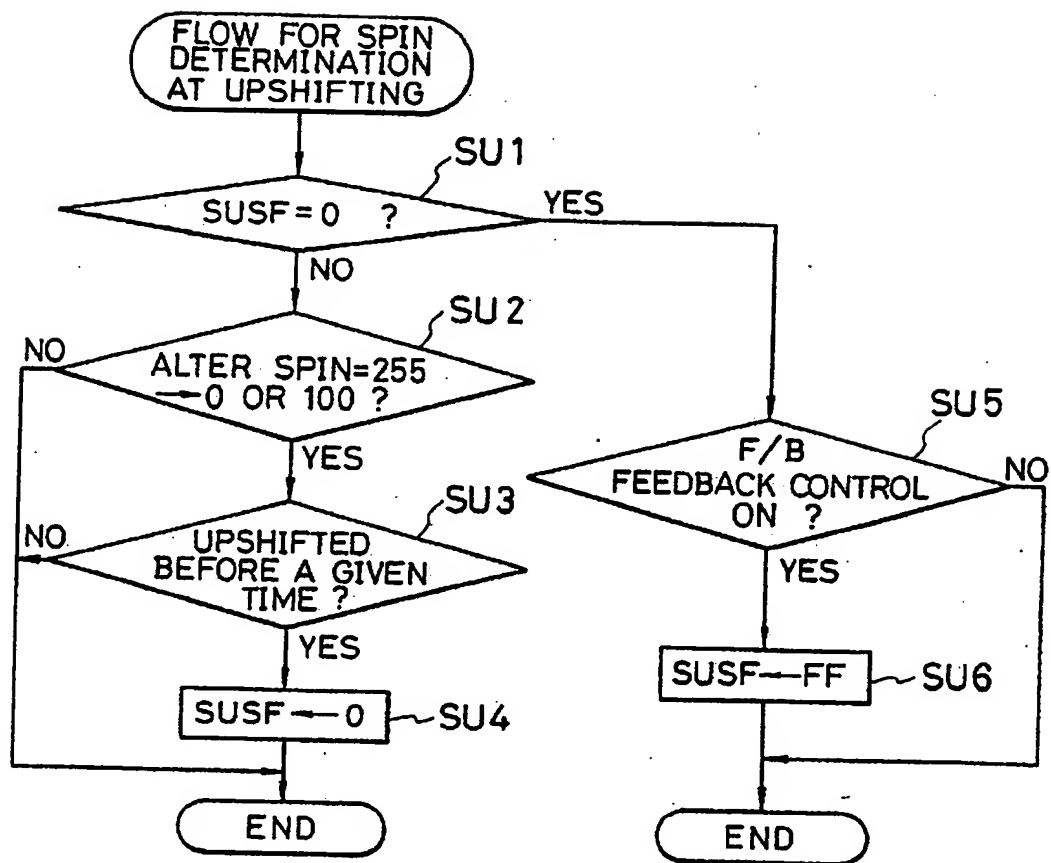 FLOW FOR SPIN
DETERMINATION
AT UPSHIFTING
SU1
SUSF=0 ?
YES
NO
SU2
NO
ALTER SPIN=255
→0 OR 100 ?
YES
SU5
F/B
FEEDBACK CONTROL
ON ?
NO
SU3
NO
UPSHIFTED
BEFORE A GIVEN
TIME ?
YES
YES
SUSF←FF
SU6
SUSF←0
SU4
END
END